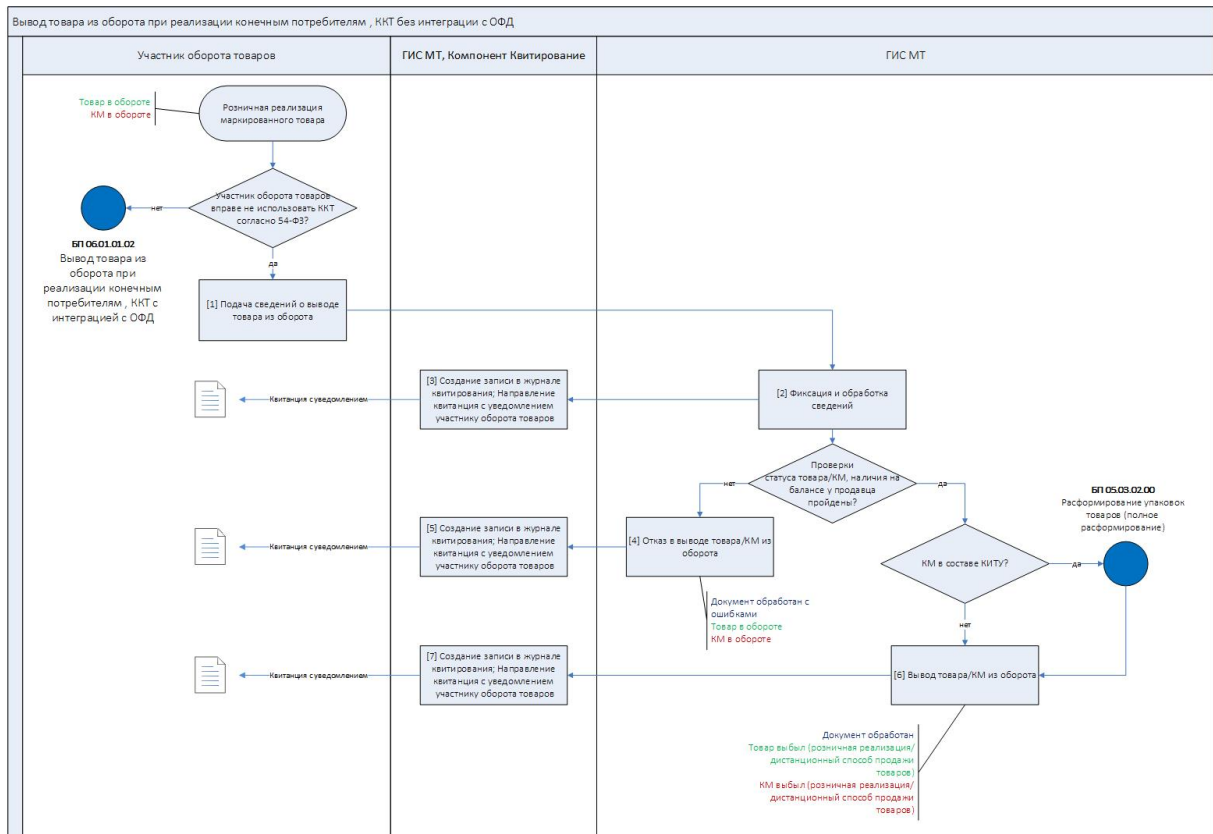 Вывод товара из оборота при реализации конечным потребителям , ККТ без интеграции с ОФД
Участник оборота товаров
ГИС МТ, Компонент Квитирование
ГИС МТ
Товар в обороте
КМ в обороте
Розничная реализация
маркированного товара
Участник оборота товаров
вправе не использовать ККТ
согласно 54-ФЗ?
нет
да
БП 06.01.01.02
Вывод товара из
оборота при
реализации конечным
потребителям , ККТ с
интеграцией с ОФД
[1] Подача сведений о выводе
товара из оборота
[2] Фиксация и обработка
сведений
[3] Создание записи в журнале
квитирования; Направление
квитанция с уведомлением
участнику оборота товаров
Квитанция с уведомлением
Проверки
статуса товара/КМ, наличия на
балансе у продавца
пройдены?
нет
да
БП 05.03.02.00
Расформирование упаковок
товаров (полное
расформирование)
[4] Отказ в выводе товара/КМ из
оборота
[5] Создание записи в журнале
квитирования; Направление
квитанция с уведомлением
участнику оборота товаров
Квитанция с уведомлением
КМ в составе КИТУ?
да
нет
Документ обработан с
ошибками
Товар в обороте
КМ в обороте
[6] Вывод товара/КМ из оборота
[7] Создание записи в журнале
квитирования; Направление
квитанция с уведомлением
участнику оборота товаров
Квитанция с уведомлением
Документ обработан
Товар выбыл (розничная реализация/
дистанционный способ продажи
товаров)
КМ выбыл (розничная реализация/
дистанционный способ продажи
товаров)